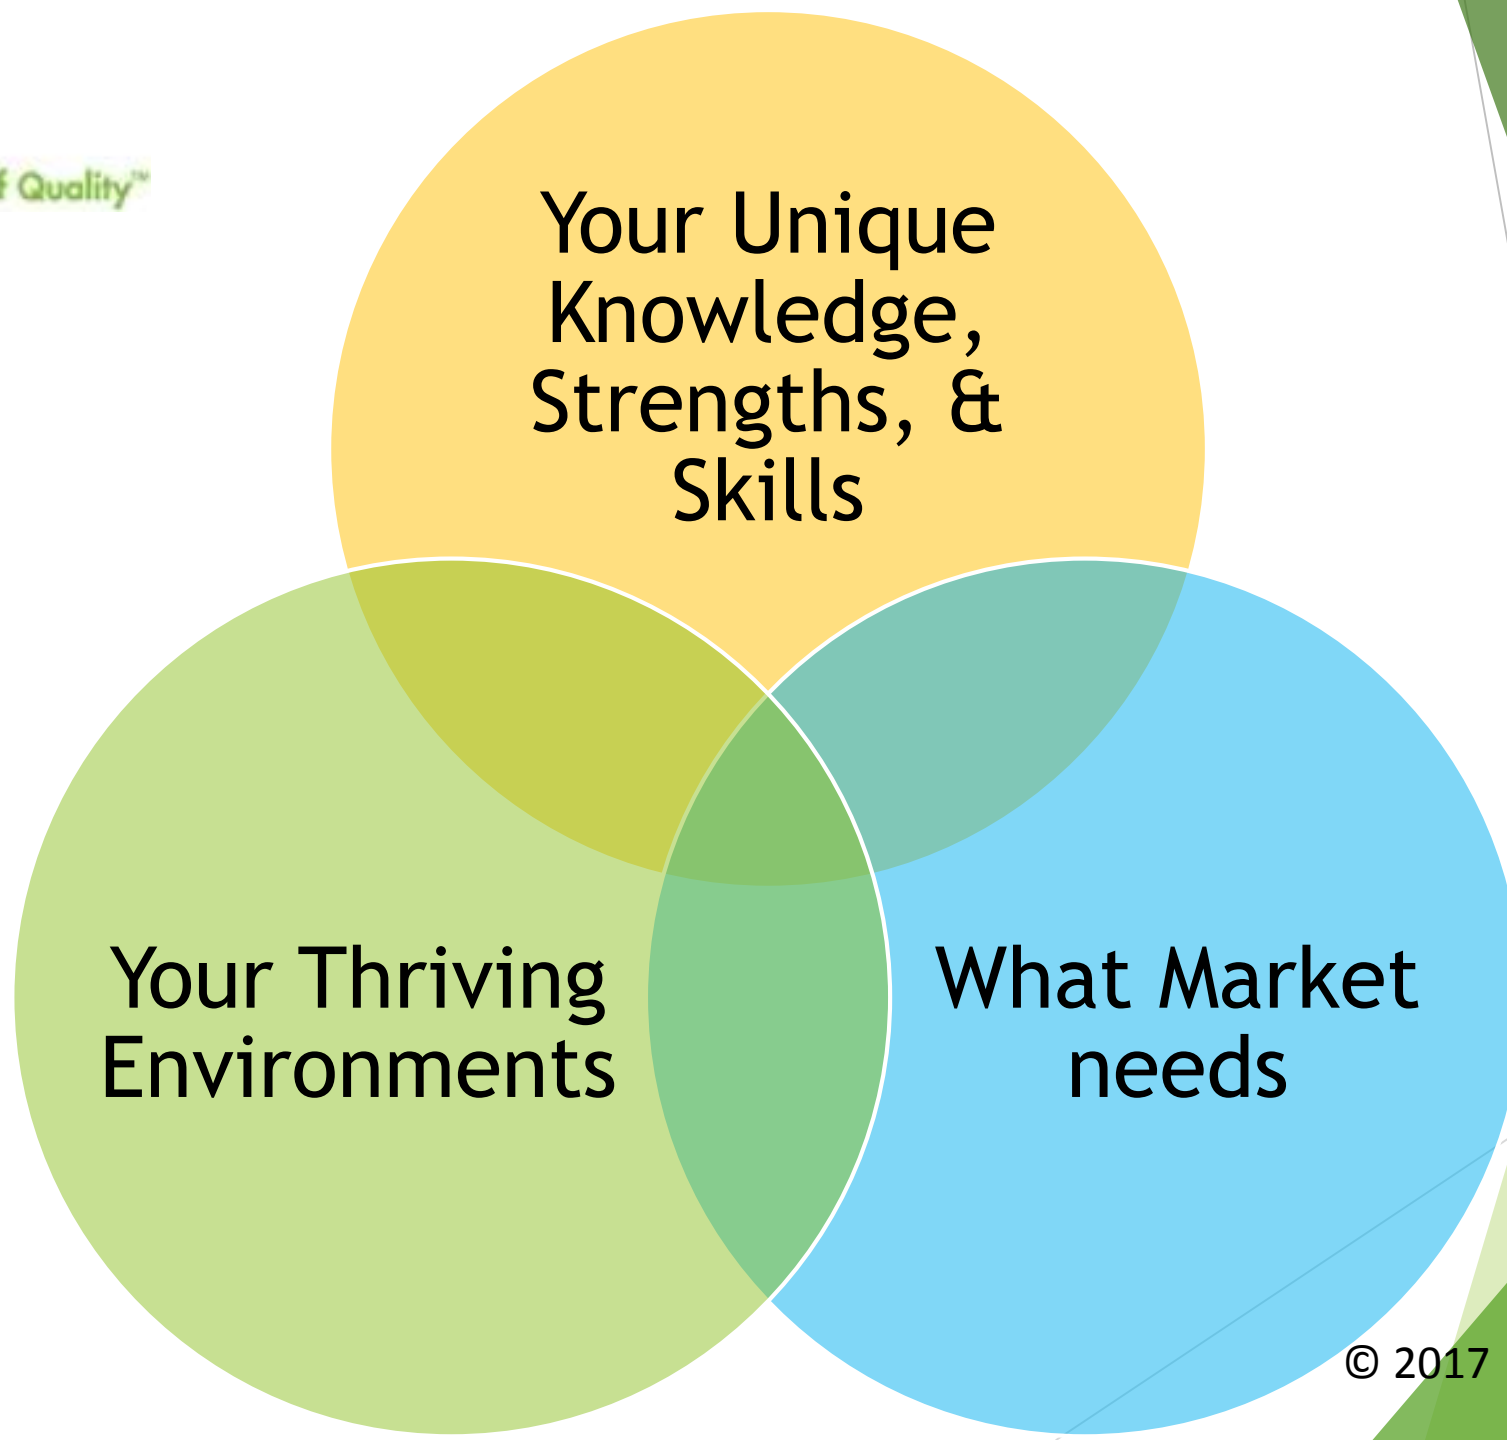 f Quality™
Your Unique
Knowledge,
Strengths, &
Skills
Your Thriving
Environments
What Market
needs
© 2017